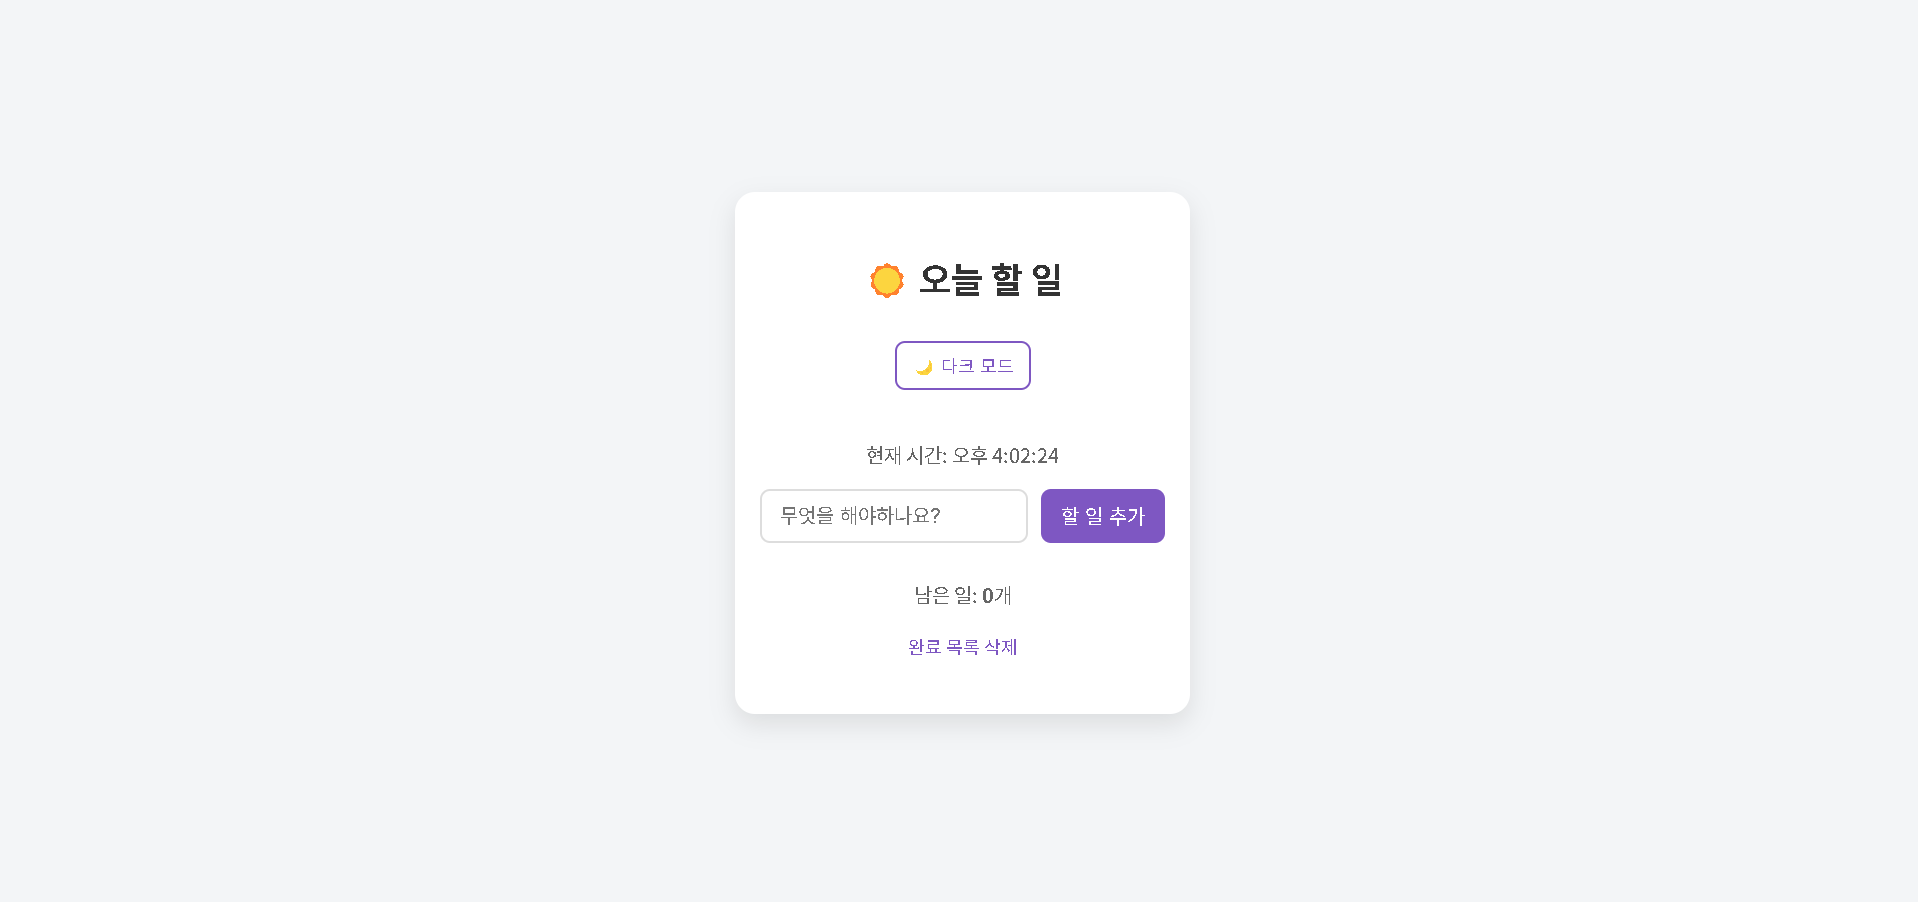 오늘 할 일
🌙 다크 모드
현재 시간: 오후 4:02:24
무엇을 해야하나요?
할 일 추가
남은 일: 0개
완료 목록 삭제